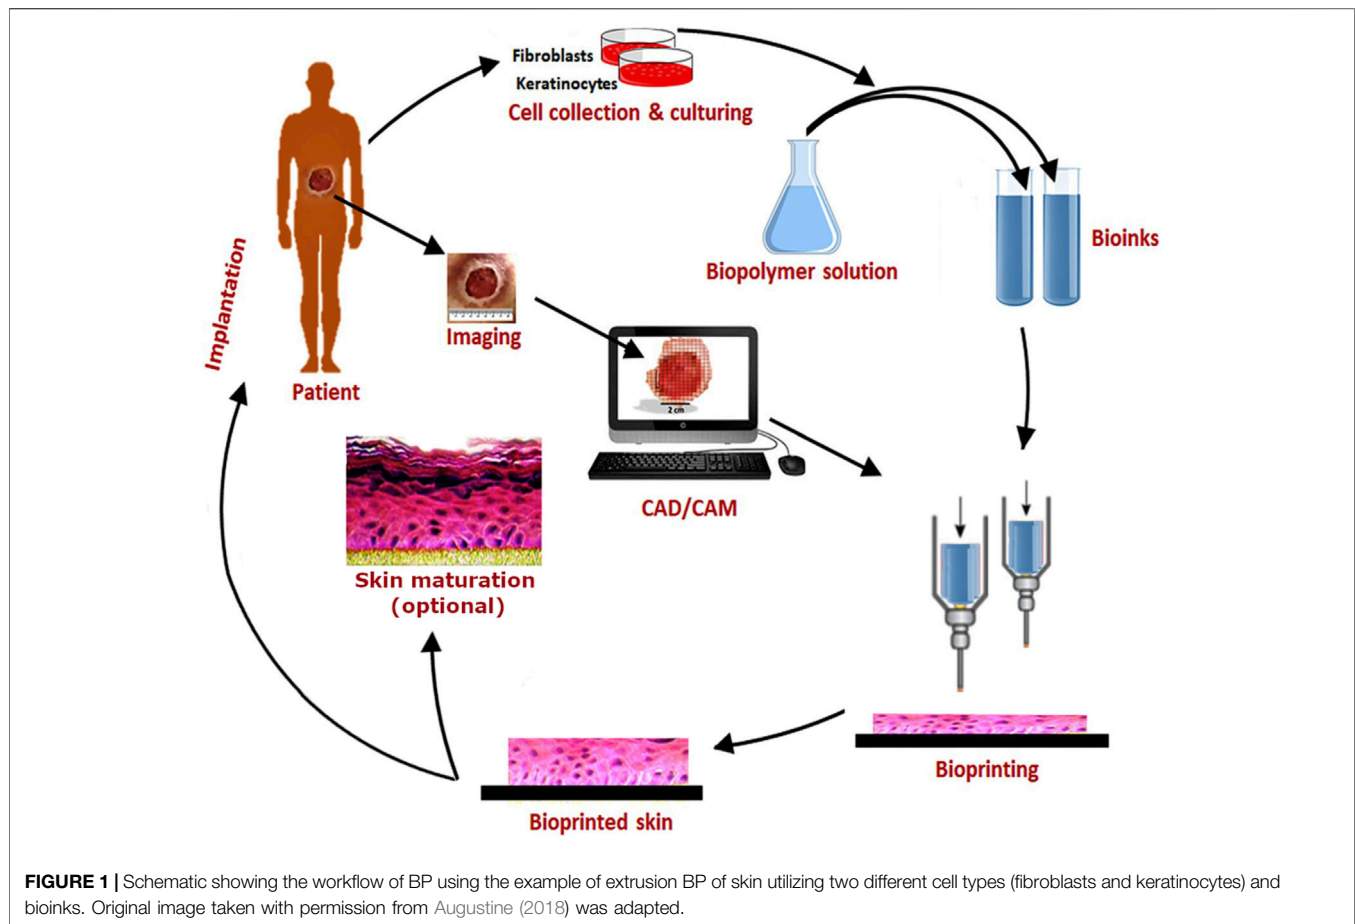 Fibroblasts
Keratinocytes
Cell collection & culturing
Biopolymer solution
Bioinks
Implantation
Imaging
Patient
2 cm
CAD/CAM
Skin maturation
(optional)
Bioprinting
Bioprinted skin
FIGURE 1 | Schematic showing the workflow of BP using the example of extrusion BP of skin utilizing two different cell types (fibroblasts and keratinocytes) and
bioinks. Original image taken with permission from Augustine (2018) was adapted.